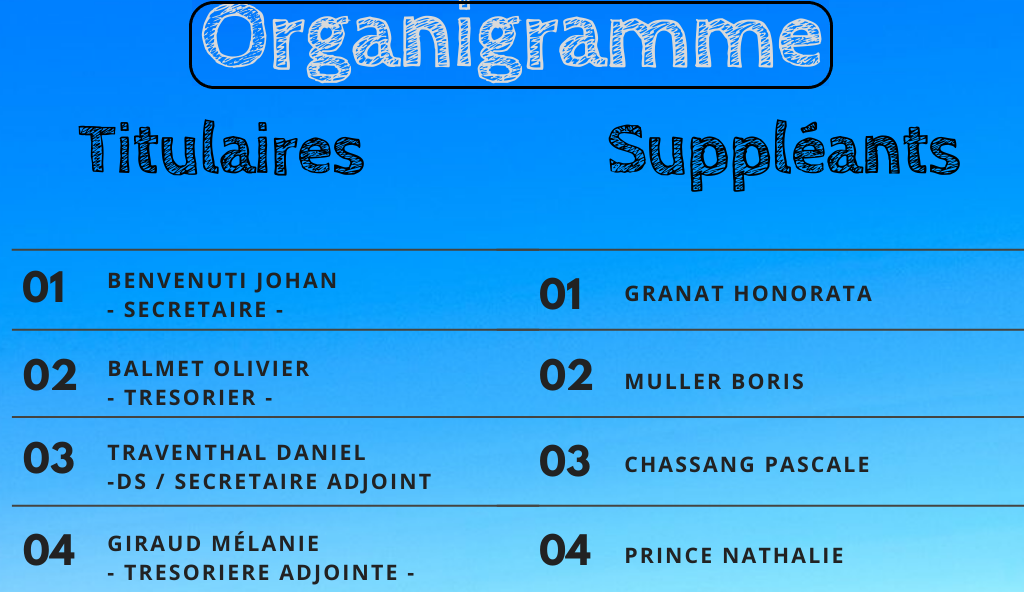 Organigramme
Titulaires
Suppléants
01 BENVENUTI JOHAN
- SECRETAIRE -
01 GRANAT HONORATA
02 BALMET OLIVIER
- TRESORIER -
02 MULLER BORIS
03 TRAVENTHAL DANIEL
-DS / SECRETAIRE ADJOINT
03 CHASSANG PASCALE
04 GIRAUD MÉLANIE
- TRESORIERE ADJOINTE -
04 PRINCE NATHALIE